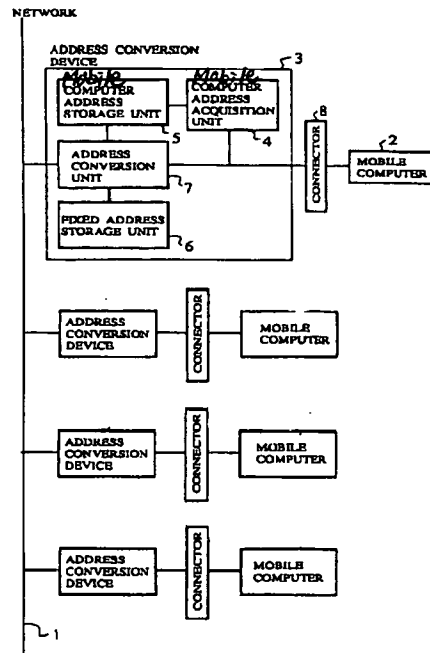 NETWORK
ADDRESS CONVERSION
DEVICE
3
Mobile
COMPUTER
ADDRESS
STORAGE UNIT
5
Mobile
COMPUTER
ADDRESS
ACQUISITION
UNIT
4
8
CONNECTOR
2
MOBILE
COMPUTER
ADDRESS
CONVERSION
UNIT
7
FIXED ADDRESS
STORAGE UNIT
6
ADDRESS
CONVERSION
DEVICE
CONNECTOR
MOBILE
COMPUTER
ADDRESS
CONVERSION
DEVICE
CONNECTOR
MOBILE
COMPUTER
ADDRESS
CONVERSION
DEVICE
CONNECTOR
MOBILE
COMPUTER
1